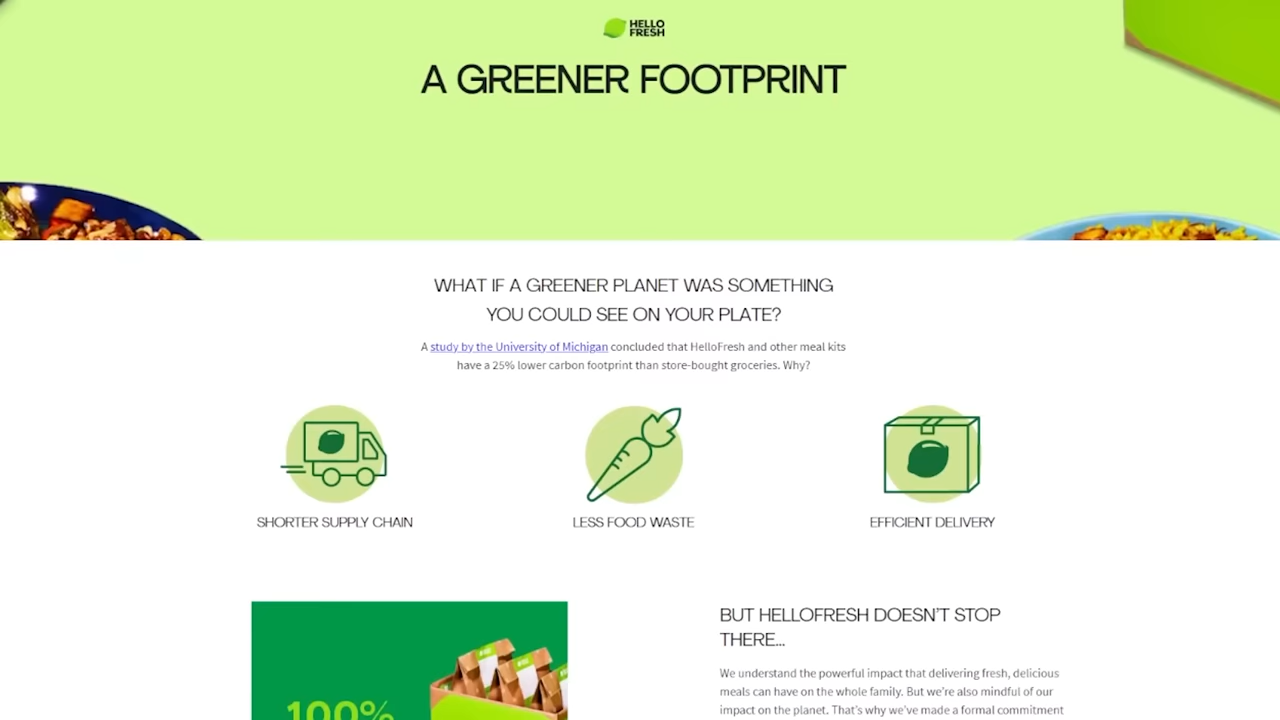 HELLO
FRESH
A GREENER FOOTPRINT
WHAT IF A GREENER PLANET WAS SOMETHING
YOU COULD SEE ON YOUR PLATE?
A study by the University of Michigan concluded that HelloFresh and other meal kits
have a 25% lower carbon footprint than store-bought groceries. Why?
SHORTER SUPPLY CHAIN
LESS FOOD WASTE
EFFICIENT DELIVERY
100%
BUT HELLOFRESH DOESN'T STOP
THERE...
We understand the powerful impact that delivering fresh, delicious
meals can have on the whole family. But we're also mindful of our
impact on the planet. That's why we've made a formal commitment